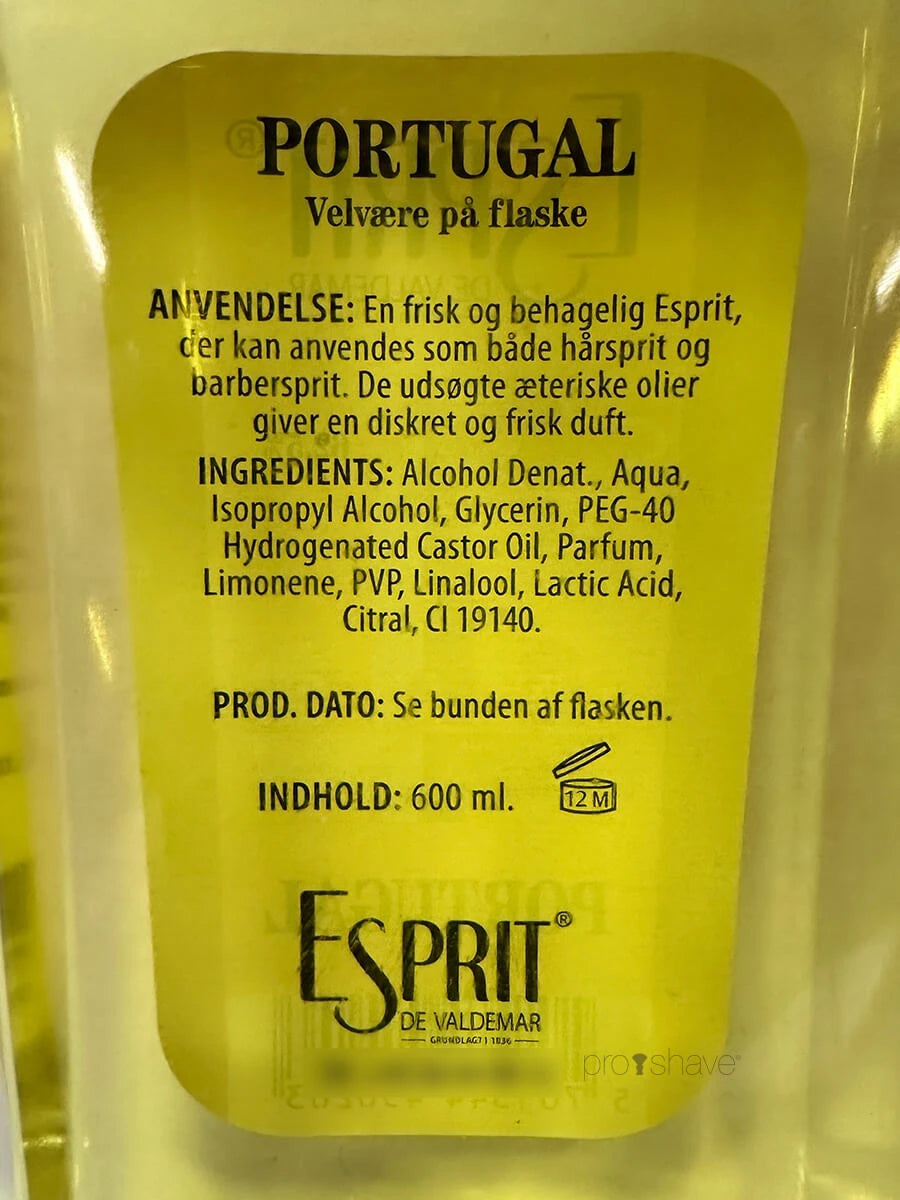 PORTUGAL
Velvære på flaske
ANVENDELSE: En frisk og behagelig Esprit,
der kan anvendes som både hårsprit og
barbersprit. De udsøgte æteriske olier
giver en diskret og frisk duft.
INGREDIENTS: Alcohol Denat., Aqua,
Isopropyl Alcohol, Glycerin, PEG-40
Hydrogenated Castor Oil, Parfum,
Limonene, PVP, Linalool, Lactic Acid,
Citral, CI 19140.
PROD. DATO: Se bunden af flasken.
INDHOLD: 600 ml.
12 M
ESPRIT®
DE VALDEMAR
GRUNDLAGT I
proshave